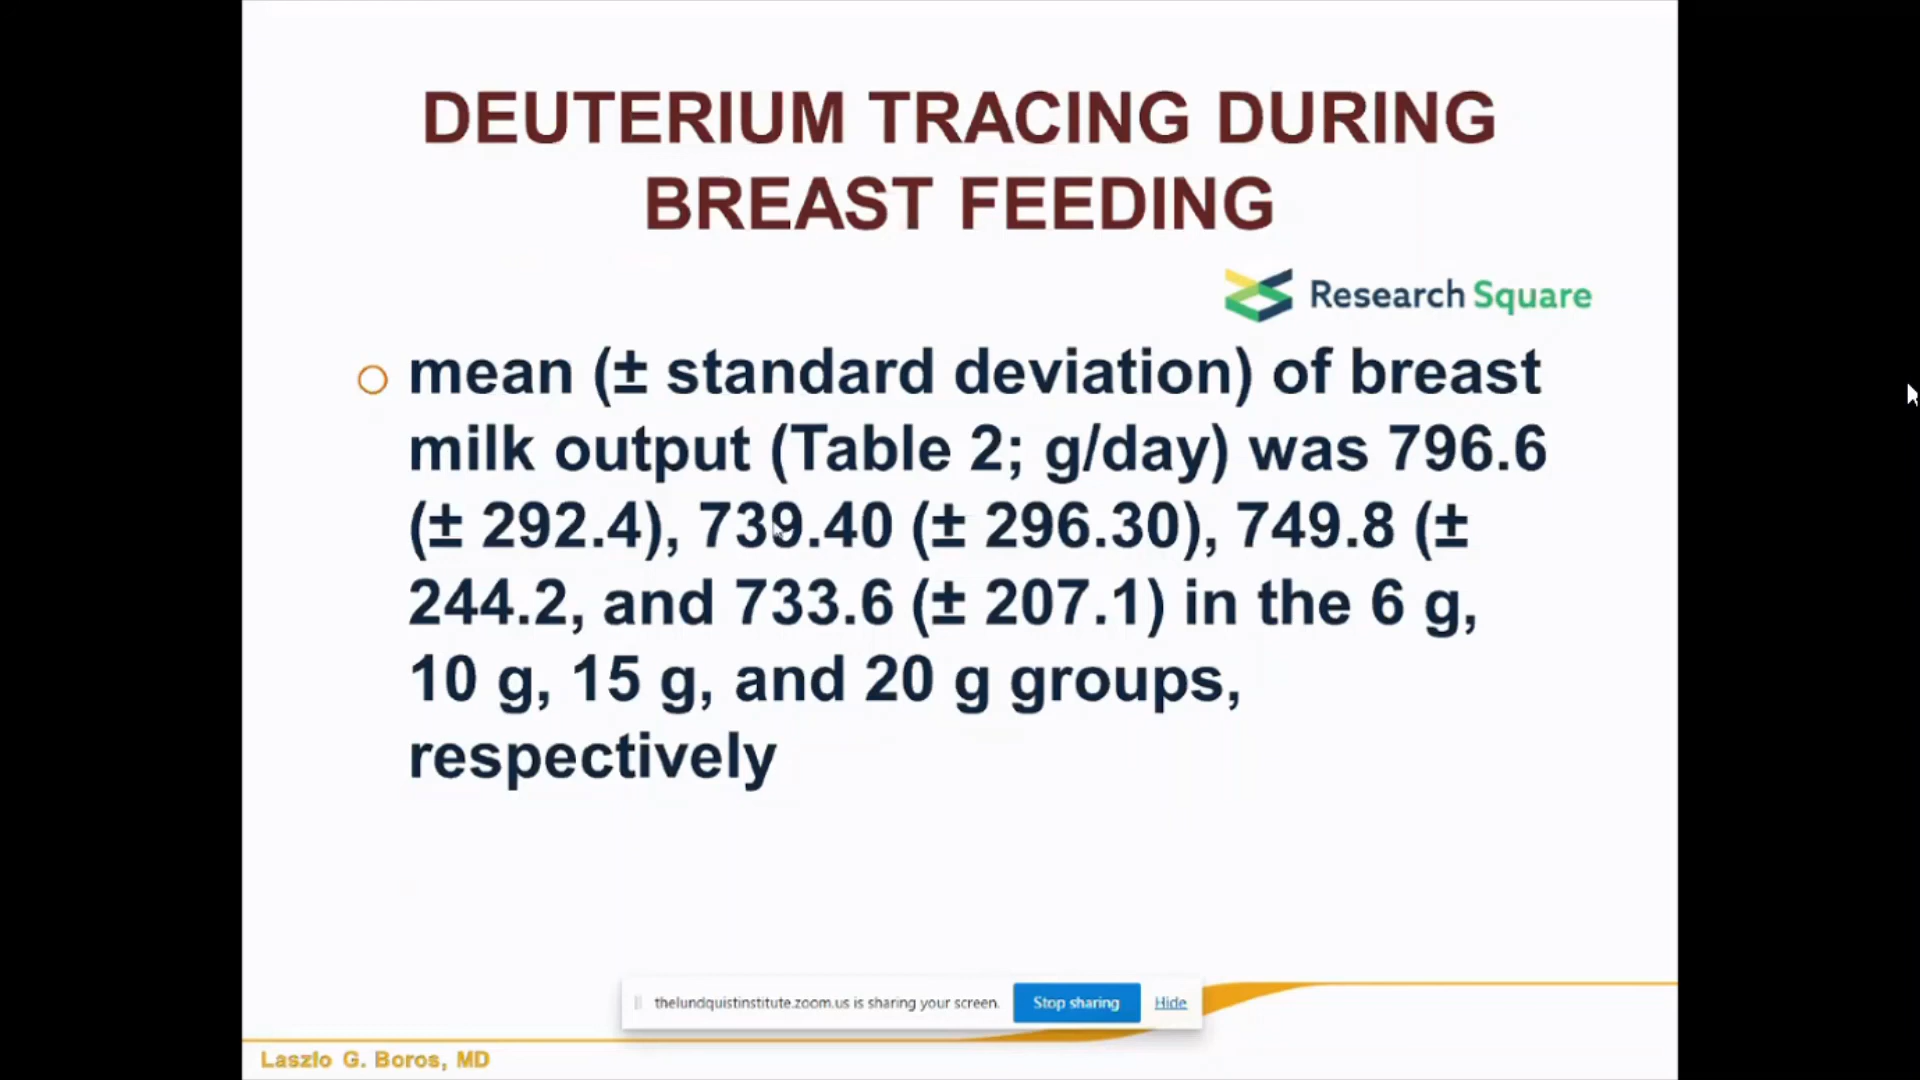 DEUTERIUM TRACING DURING
BREAST FEEDING
Research Square
mean (± standard deviation) of breast
milk output (Table 2; g/day) was 796.6
(± 292.4), 739.40 (± 296.30), 749.8 (±
244.2, and 733.6 (± 207.1) in the 6 g,
10 g, 15 g, and 20 g groups,
respectively
thelundquistinstitute.zoom.us is sharing your screen. Stop sharing Hide
Laszlo G. Boros, MD